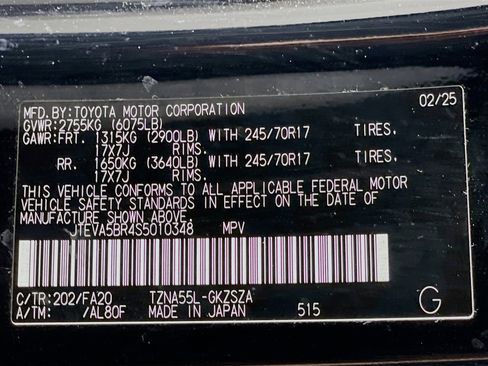 MFD.BY:TOYOTA MOTOR CORPORATION 02/25
GVWR:2755KG (6075LB)
GAWR:FRT. 1315KG (2900LB) WITH 245/70R17 TIRES,
17X7J RIMS.
RR. 1650KG (3640LB) WITH 245/70R17 TIRES,
17X7J RIMS.
THIS VEHICLE CONFORMS TO ALL APPLICABLE FEDERAL MOTOR
VEHICLE SAFETY STANDARDS IN EFFECT ON THE DATE OF
MANUFACTURE SHOWN ABOVE.
JTEVA5BR4S5010348 MPV
C/TR:202/FA20 TZNA55L-GKZSZA
A/TM: /AL80F MADE IN JAPAN 515 G